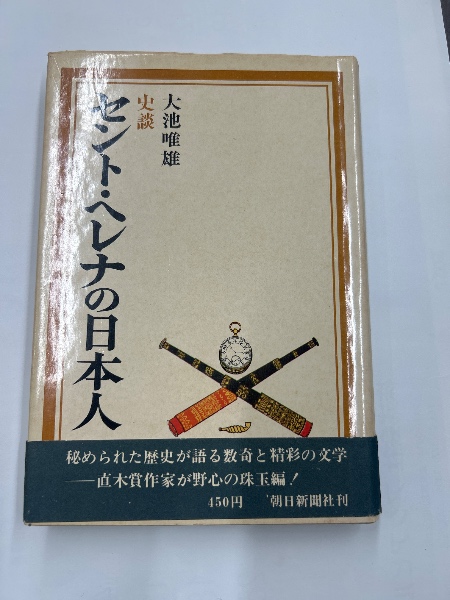 大池唯雄
史談
セント・ヘレナの日本人
秘められた歴史が語る数奇と精彩の文学
──直木賞作家が野心の珠玉編!
450円 朝日新聞社刊